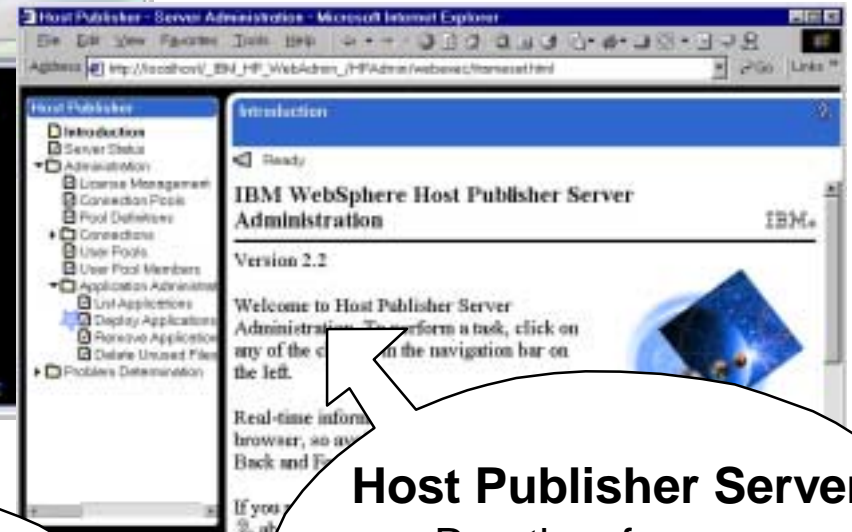 Host Publisher - Server Administration - Microsoft Internet Explorer
File Edit View Favorites Tools Help
Address http://localhost/_IBM_HP_WebAdmin_/HPAdmin/webexec/frameset.html Go Links »
Host Publisher
Introduction
Server Status
Administration
License Management
Connection Pools
Pool Definitions
Connections
User Pools
User Pool Members
Application Administrat
List Applications
Deploy Applications
Remove Application
Delete Unused Files
Problem Determination
Introduction
?
Ready
IBM WebSphere Host Publisher Server
Administration
IBM
Version 2.2
Welcome to Host Publisher Server
Administration. To perform a task, click on
any of the in the navigation bar on
the left.
Real-time inform
browser, so
Back and
If you
Host Publisher Server